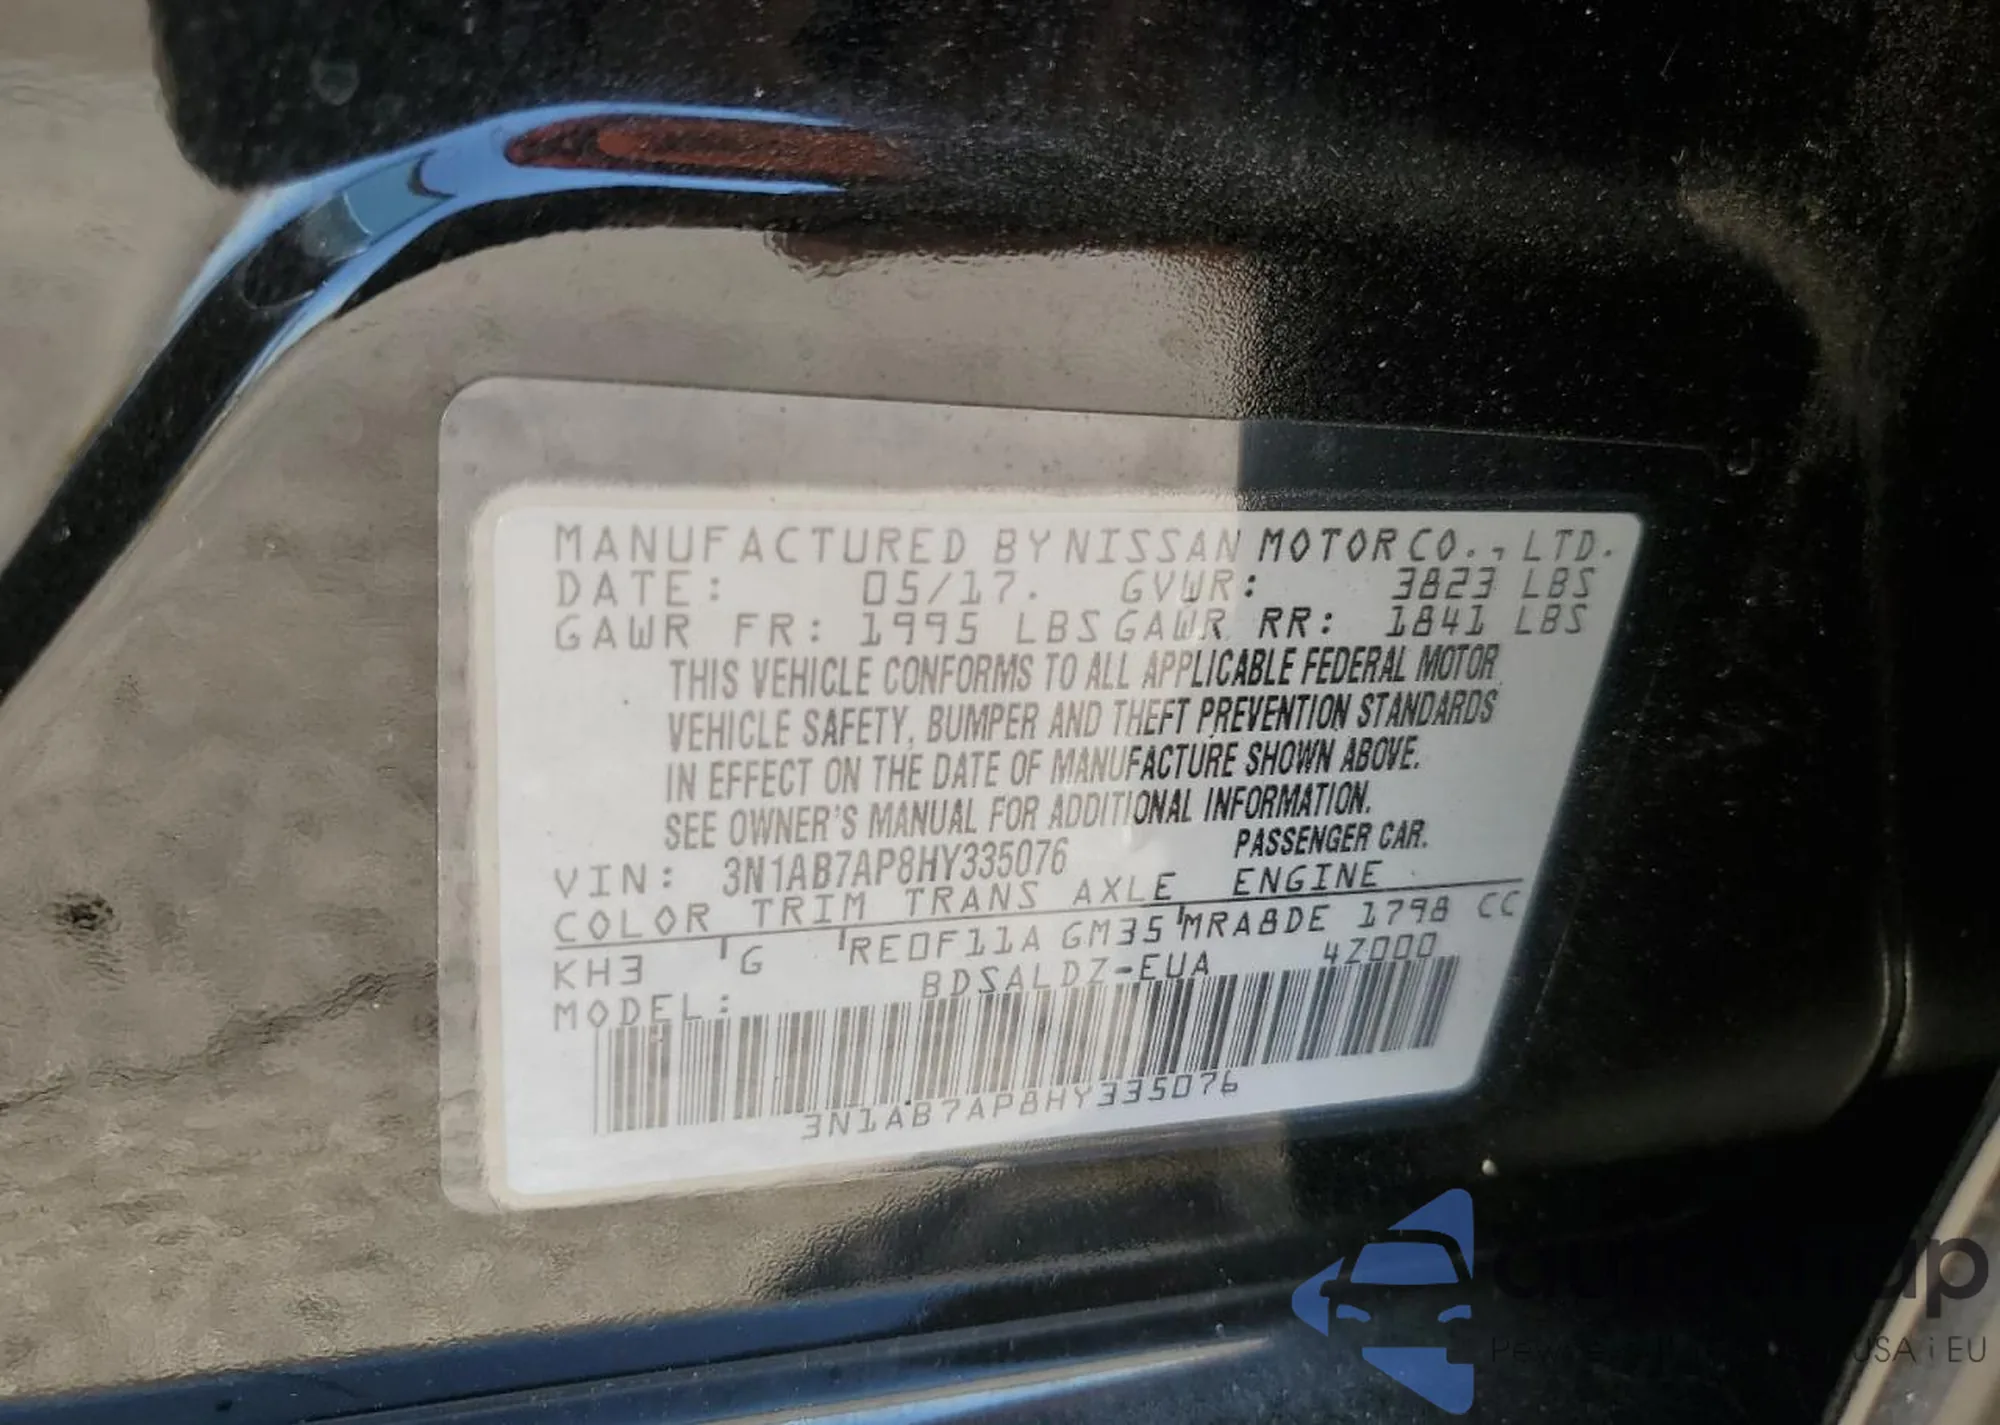 MANUFACTURED BY NISSAN MOTOR CO., LTD.
DATE: 05/17. GVWR: 3823 LBS
GAWR FR: 1995 LBS GAWR RR: 1841 LBS
THIS VEHICLE CONFORMS TO ALL APPLICABLE FEDERAL MOTOR
VEHICLE SAFETY, BUMPER AND THEFT PREVENTION STANDARDS
IN EFFECT ON THE DATE OF MANUFACTURE SHOWN ABOVE.
SEE OWNER'S MANUAL FOR ADDITIONAL INFORMATION.
PASSENGER CAR.
VIN: 3N1AB7AP8HY335076
COLOR TRIM TRANS AXLE ENGINE
KH3 G RE0F11A GM35 MRA8DE 1798 CC
MODEL: BDSALDZ-EUA 4Z000
3N1AB7AP8HY335076
USA i EU